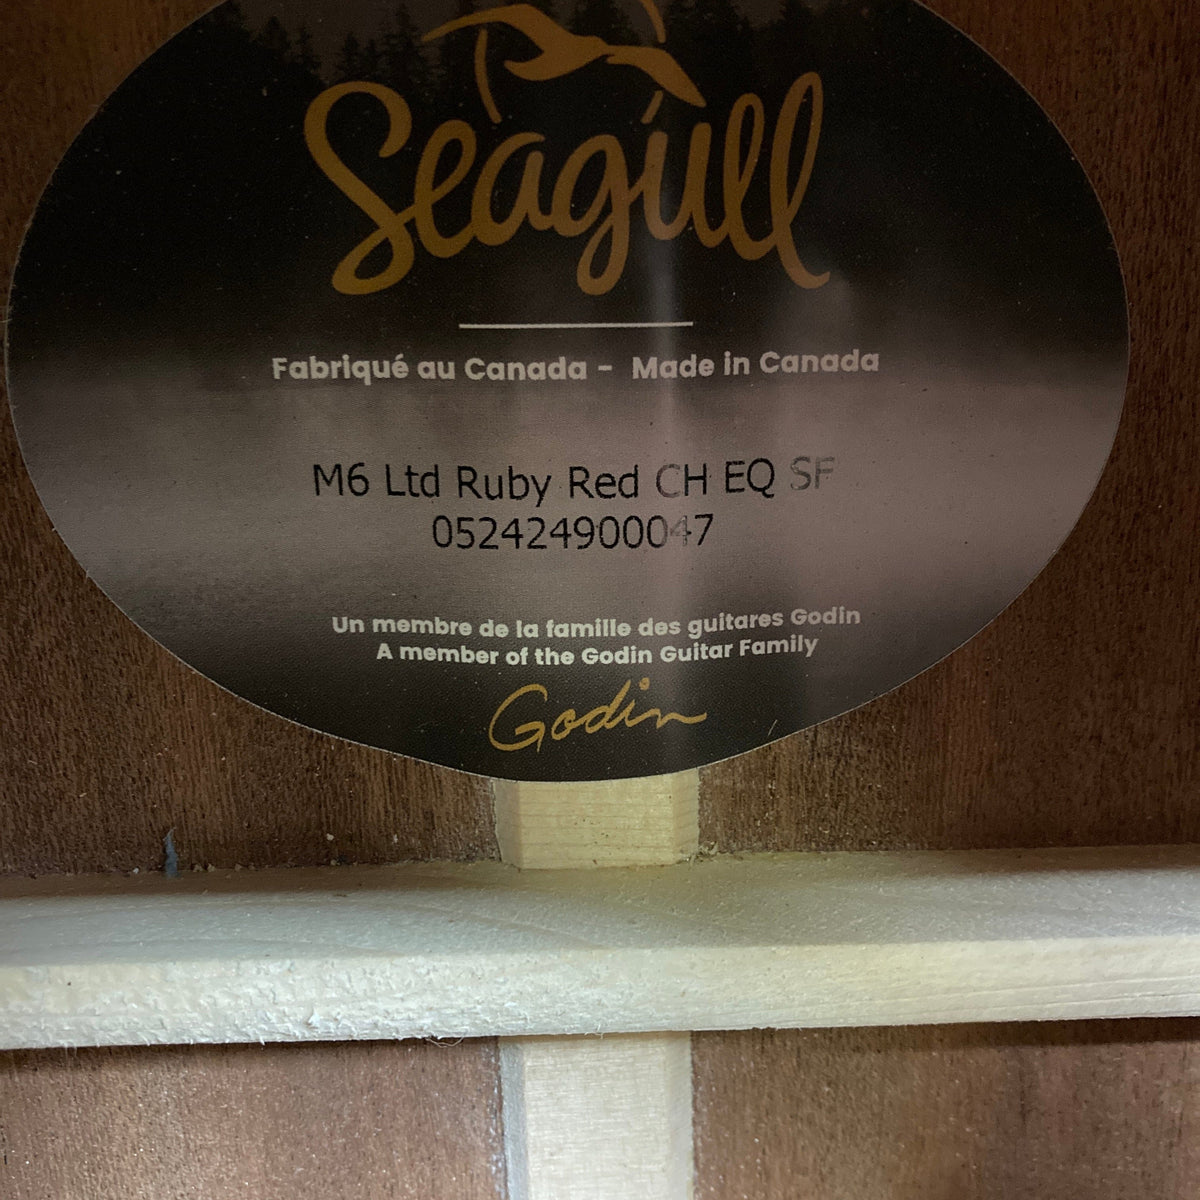 Seagull
Fabriqué au Canada - Made in Canada
M6 Ltd Ruby Red CH EQ SF
052424900047
Un membre de la famille des guitares Godin
A member of the Godin Guitar Family
Godin